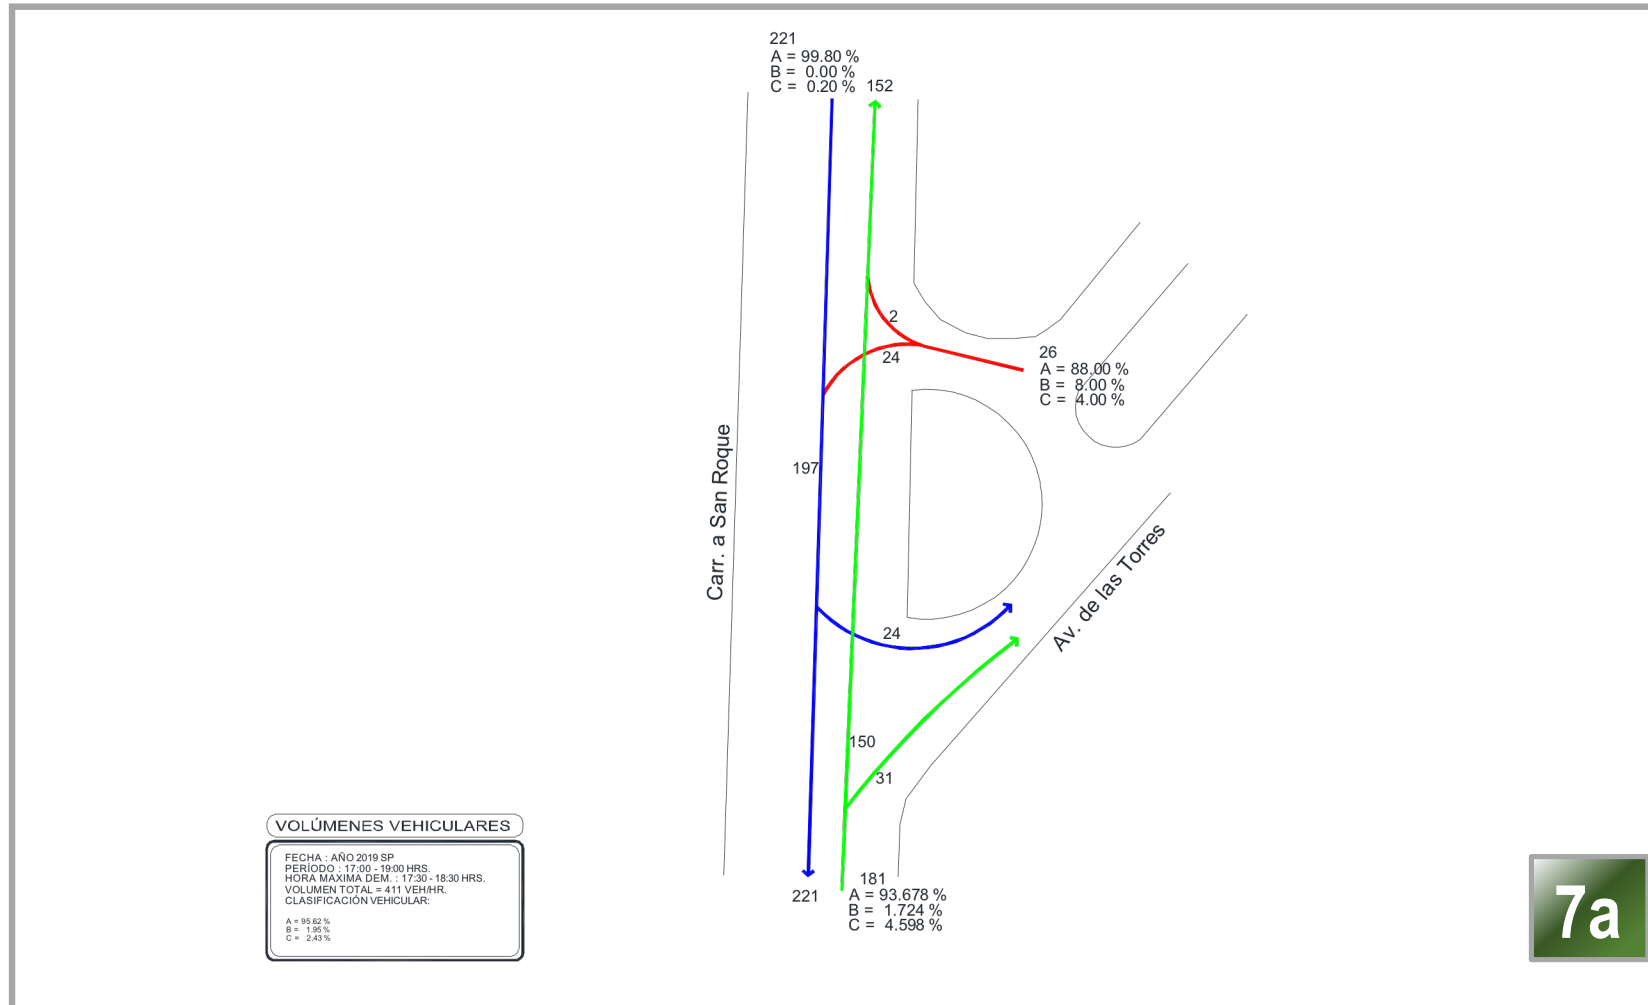 221
A = 99.80 %
B = 0.00 %
C = 0.20 %
152
2
24
26
A = 88.00 %
B = 8.00 %
C = 4.00 %
197
Carr. a San Roque
Av. de las Torres
24
150
31
221
181
A = 93.678 %
B = 1.724 %
C = 4.598 %
VOLÚMENES VEHICULARES
FECHA : AÑO 2019 SP
PERÍODO : 17:00 - 19:00 HRS.
HORA MAXIMA DEM. : 17:30 - 18:30 HRS.
VOLUMEN TOTAL = 411 VEH/HR.
CLASIFICACIÓN VEHICULAR:
A = 95.62 %
B = 1.95 %
C = 2.43 %
7a